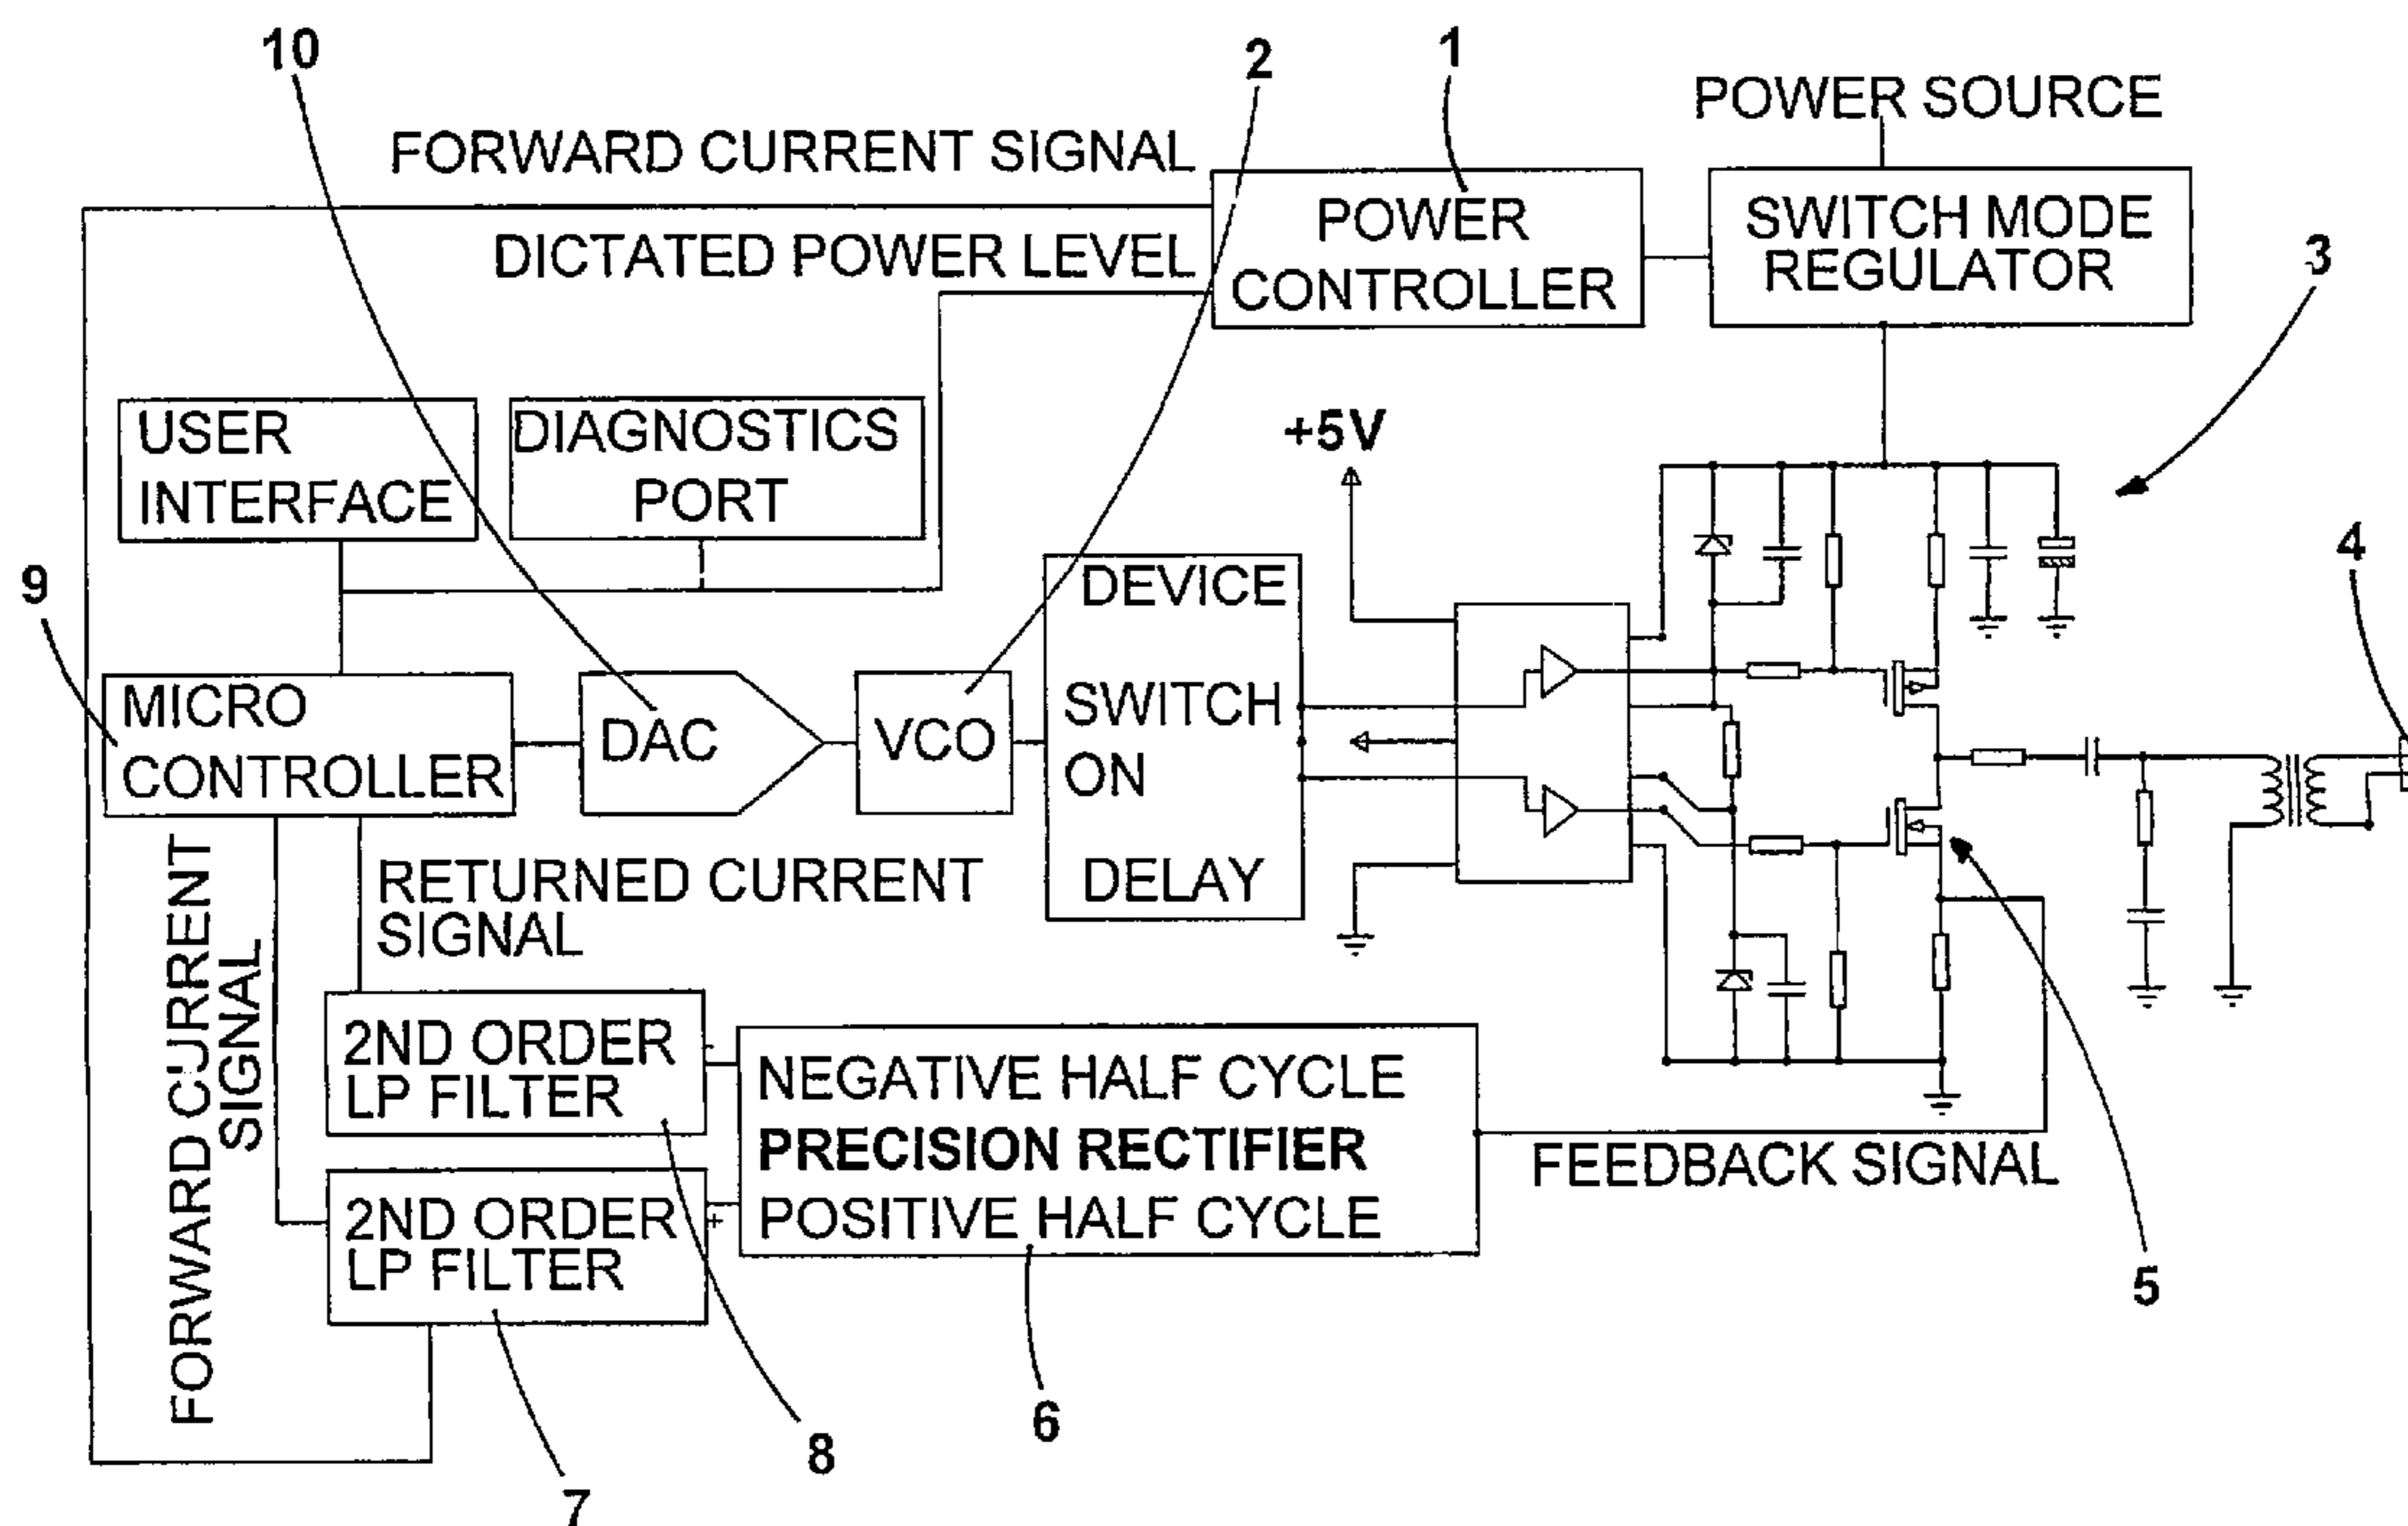 10
2
1
POWER SOURCE
FORWARD CURRENT SIGNAL
DICTATED POWER LEVEL
POWER
CONTROLLER
SWITCH MODE
REGULATOR
3
USER
INTERFACE
DIAGNOSTICS
PORT
+5V
4
9
DEVICE
SWITCH
ON
DELAY
MICRO
CONTROLLER
DAC
VCO
RETURNED CURRENT
SIGNAL
FORWARD CURRENT
SIGNAL
2ND ORDER
LP FILTER
-
NEGATIVE HALF CYCLE
PRECISION RECTIFIER
POSITIVE HALF CYCLE
FEEDBACK SIGNAL
2ND ORDER
LP FILTER
+
5
6
8
7